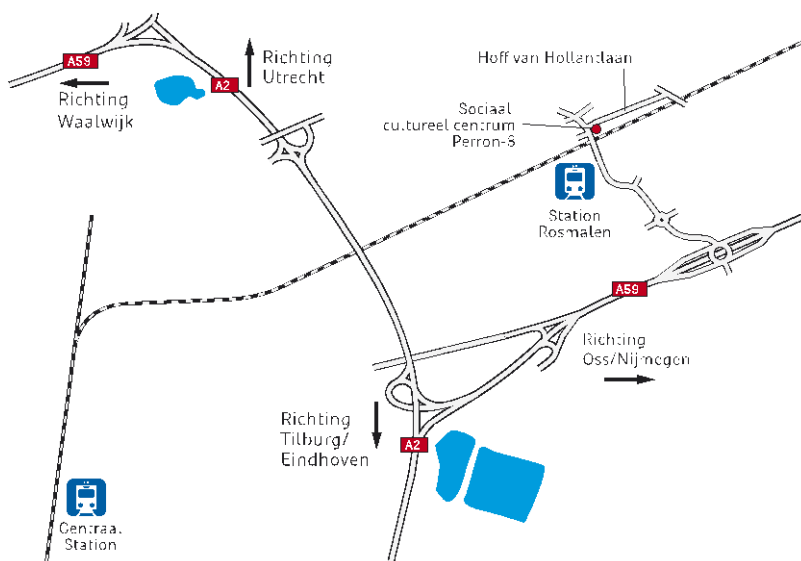 A59
A2
Richting
Utrecht
Richting
Waalwijk
Hoff van Hollantlaan
Sociaal
cultureel centrum
Perron-3
Station
Rosmalen
A59
Richting
Oss/Nijmegen
Richting
Tilburg/
Eindhoven
A2
Centraal
Station